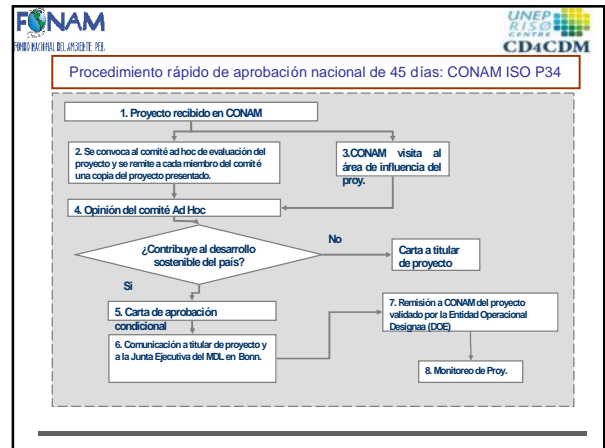 FONAM
FONDO NACIONAL DEL AMBIENTE PERÚ
UNEP
RISØ
CENTRE
CD4CDM
Procedimiento rápido de aprobación nacional de 45 días: CONAM ISO P34
1. Proyecto recibido en CONAM
2. Se convoca al comité ad hoc de evaluación del
proyecto y se remite a cada miembro del comité
una copia del proyecto presentado.
3.CONAM visita al
área de influencia del
proy.
4. Opinión del comité Ad Hoc
¿Contribuye al desarrollo
sostenible del país?
No
Carta a titular
de proyecto
Si
5. Carta de aprobación
condicional
6. Comunicación a titular de proyecto y
a la Junta Ejecutiva del MDL en Bonn.
7. Remisión a CONAM del proyecto
validado por la Entidad Operacional
Designaa (DOE)
8. Monitoreo de Proy.